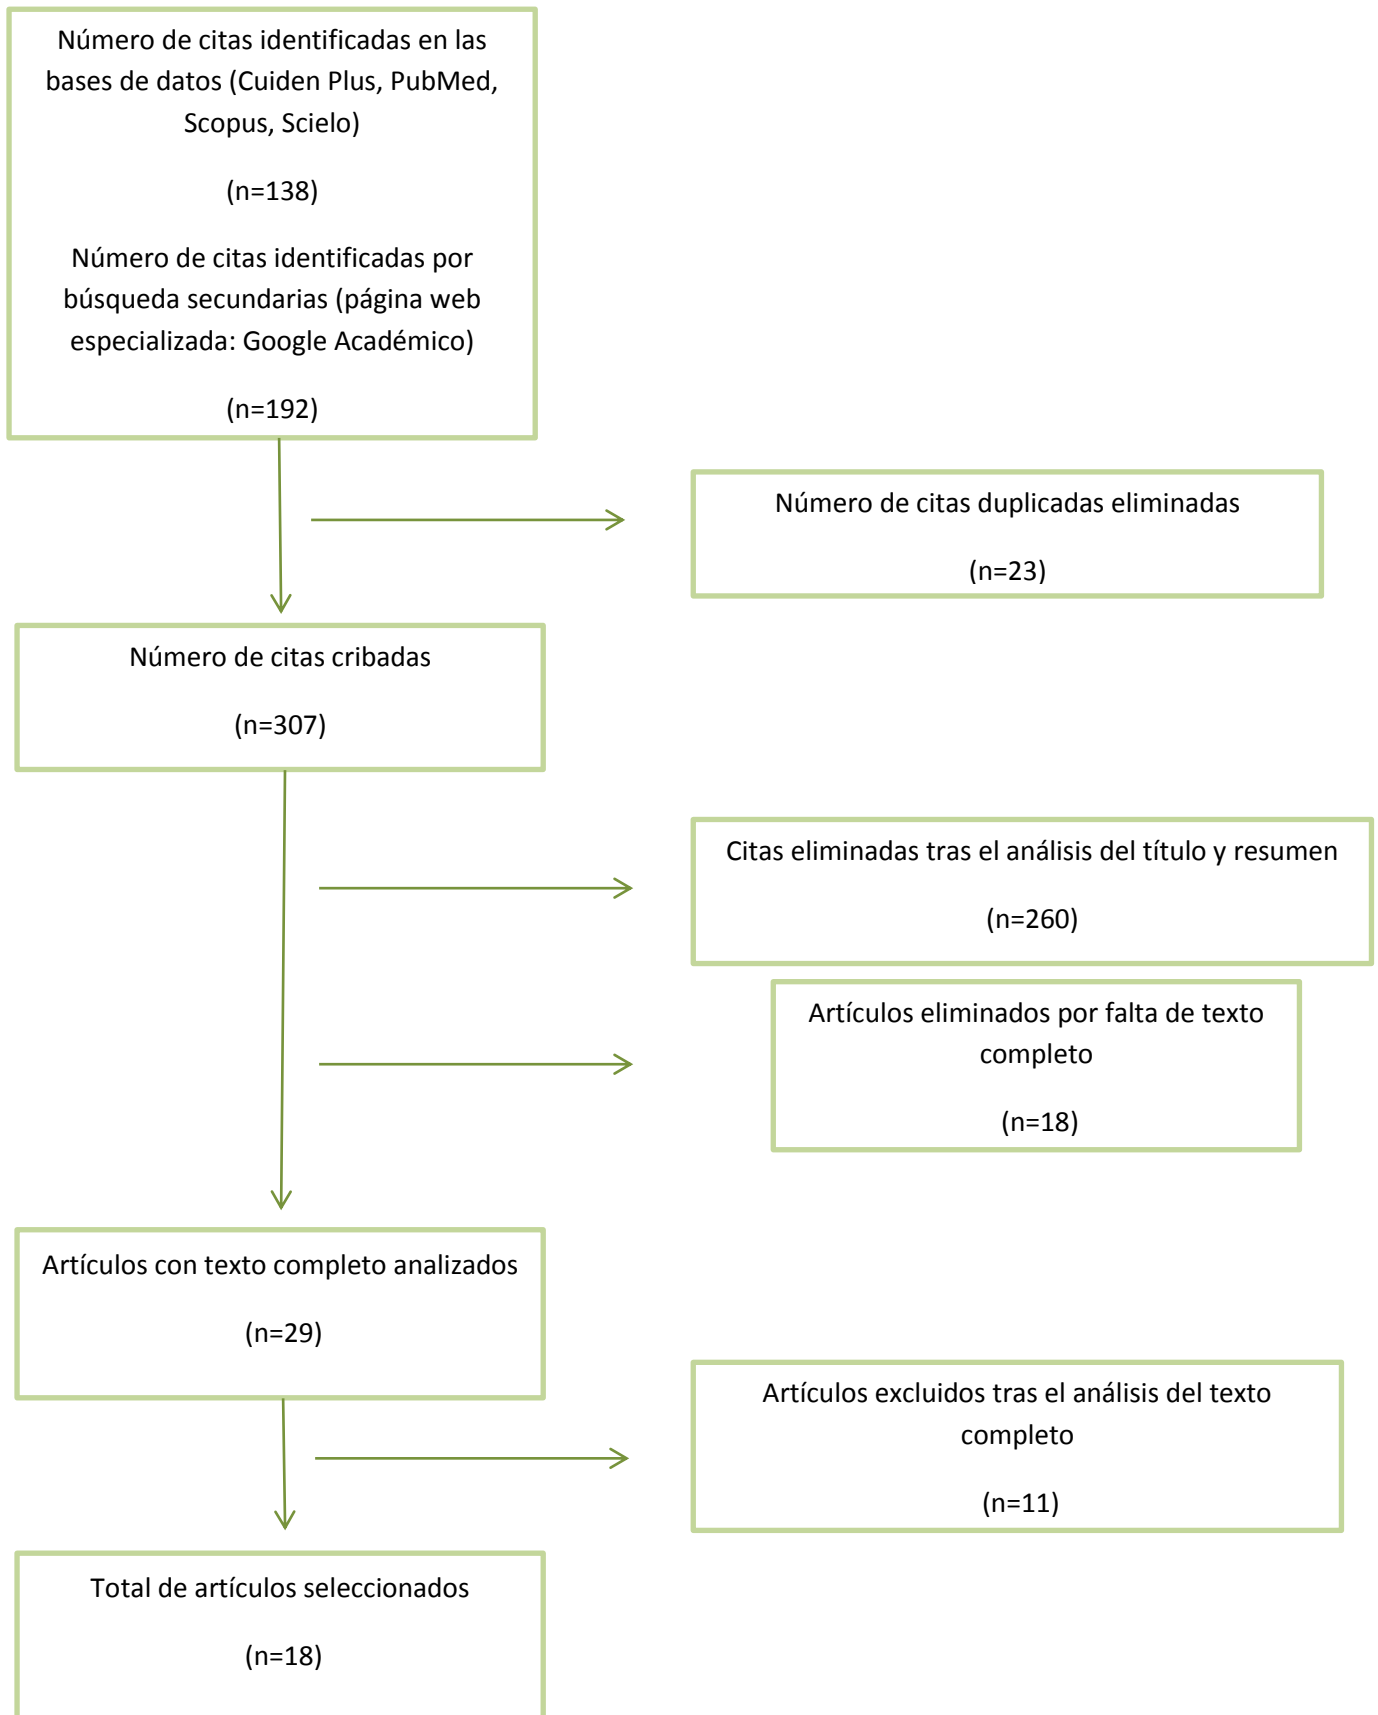 Número de citas identificadas en las
bases de datos (Cuiden Plus, PubMed,
Scopus, Scielo)
(n=138)
Número de citas identificadas por
búsqueda secundarias (página web
especializada: Google Académico)
(n=192)
Número de citas duplicadas eliminadas
(n=23)
Número de citas cribadas
(n=307)
Citas eliminadas tras el análisis del título y resumen
(n=260)
Artículos eliminados por falta de texto
completo
(n=18)
Artículos con texto completo analizados
(n=29)
Artículos excluidos tras el análisis del texto
completo
(n=11)
Total de artículos seleccionados
(n=18)